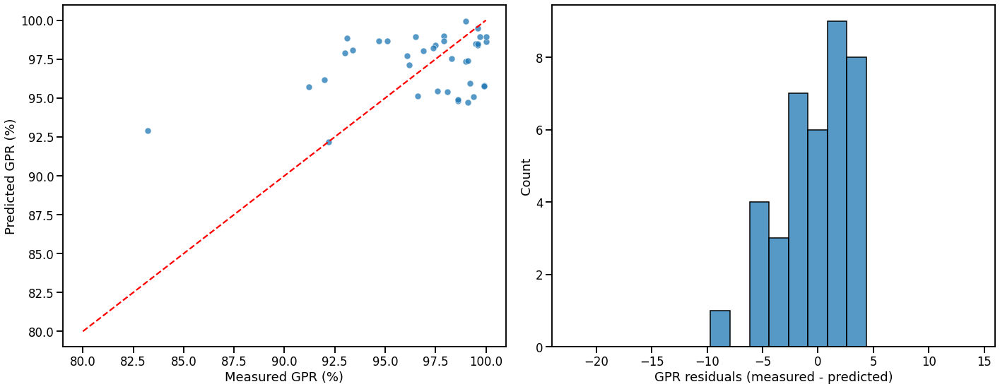 100.0
97.5
95.0
92.5
90.0
87.5
85.0
82.5
80.0
Predicted GPR (%)
80.0 82.5 85.0 87.5 90.0 92.5 95.0 97.5 100.0
Measured GPR (%)
8
6
4
2
0
Count
−20 −15 −10 −5 0 5 10 15
GPR residuals (measured - predicted)